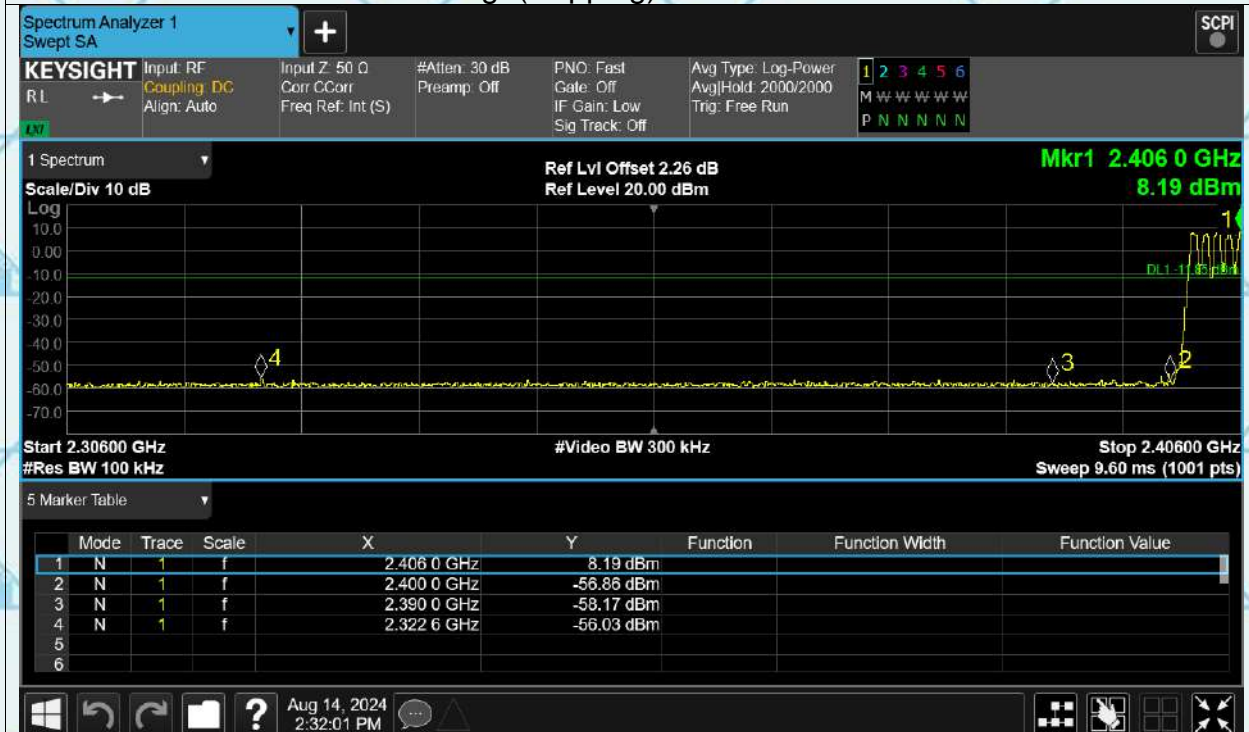 Spectrum Analyzer 1
Swept SA
+
SCPI
KEYSIGHT Input: RF Input Z: 50 Ω #Atten: 30 dB PNO: Fast Avg Type: Log-Power 1 2 3 4 5 6
RL Coupling: DC Corr CCorr Preamp: Off Gate: Off Avg|Hold: 2000/2000 M W W W W W W
Align: Auto Freq Ref: Int (S) IF Gain: Low Trig: Free Run
LXI Sig Track: Off P N N N N N N
1 Spectrum Ref Lvl Offset 2.26 dB Mkr1 2.406 0 GHz
Scale/Div 10 dB Ref Level 20.00 dBm 8.19 dBm
Log 1
10.0
0.00
-10.0 DL1 -11.85 dBm
-20.0
-30.0
-40.0
-50.0 4 3 2
-60.0
-70.0
Start 2.30600 GHz #Video BW 300 kHz Stop 2.40600 GHz
#Res BW 100 kHz Sweep 9.60 ms (1001 pts)
5 Marker Table
Mode Trace Scale X Y Function Function Width Function Value
1 N 1 f 2.406 0 GHz 8.19 dBm
2 N 1 f 2.400 0 GHz -56.86 dBm
3 N 1 f 2.390 0 GHz -58.17 dBm
4 N 1 f 2.322 6 GHz -56.03 dBm
5
6
? Aug 14, 2024
2:32:01 PM